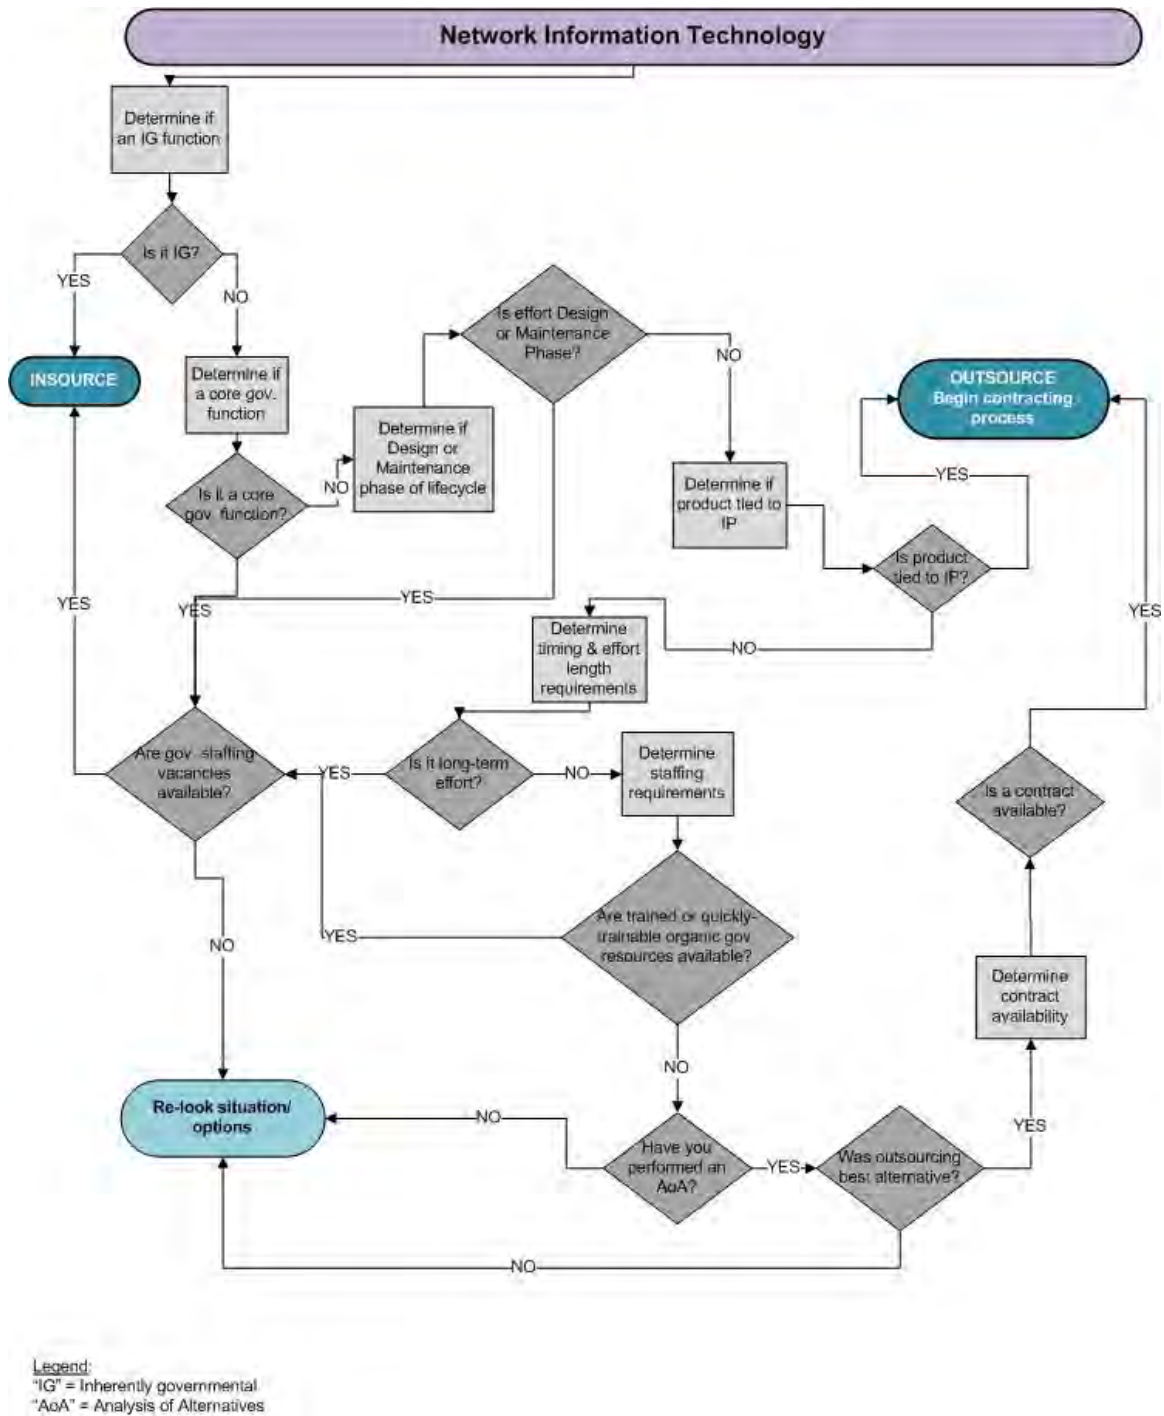 Network Information Technology
Determine if
an IG function
Is it IG?
YES
NO
INSOURCE
Determine if
a core gov.
function
Is it a core
gov. function?
NO
Determine if
Design or
Maintenance
phase of lifecycle
Is effort Design
or Maintenance
Phase?
NO
OUTSOURCE
Begin contracting
process
YES
Determine if
product tied to
IP
Is product
tied to IP?
YES
YES
YES
YES
NO
Determine
timing & effort
length
requirements
Are gov. staffing
vacancies
available?
YES
Is it long-term
effort?
NO
Determine
staffing
requirements
Is a contract
available?
Are trained or quickly-
trainable organic gov
resources available?
YES
NO
Determine
contract
availability
NO
Re-look situation/
options
NO
Have you
performed an
AoA?
YES
Was outsourcing
best alternative?
YES
NO
Legend:
"IG" = Inherently governmental
"AoA" = Analysis of Alternatives